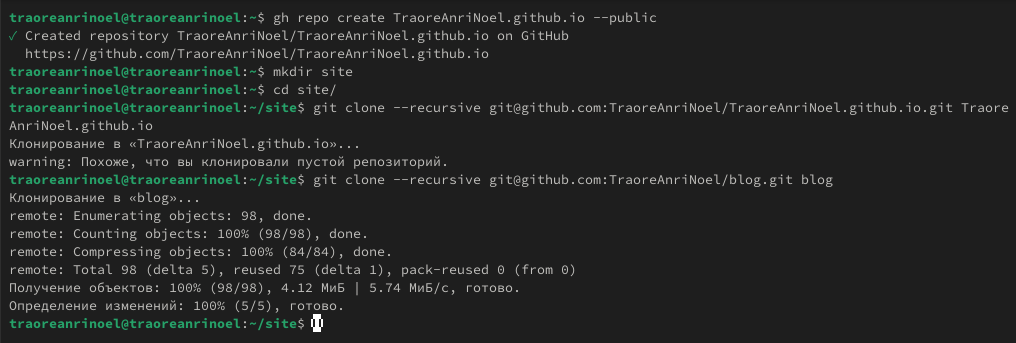 traoreanrinoel@traoreanrinoel:~$ gh repo create TraoreAnriNoel.github.io --public
✓ Created repository TraoreAnriNoel/TraoreAnriNoel.github.io on GitHub
  https://github.com/TraoreAnriNoel/TraoreAnriNoel.github.io
traoreanrinoel@traoreanrinoel:~$ mkdir site
traoreanrinoel@traoreanrinoel:~$ cd site/
traoreanrinoel@traoreanrinoel:~/site$ git clone --recursive git@github.com:TraoreAnriNoel/TraoreAnriNoel.github.io.git Traore
AnriNoel.github.io
Клонирование в «TraoreAnriNoel.github.io»...
warning: Похоже, что вы клонировали пустой репозиторий.
traoreanrinoel@traoreanrinoel:~/site$ git clone --recursive git@github.com:TraoreAnriNoel/blog.git blog
Клонирование в «blog»...
remote: Enumerating objects: 98, done.
remote: Counting objects: 100% (98/98), done.
remote: Compressing objects: 100% (84/84), done.
remote: Total 98 (delta 5), reused 75 (delta 1), pack-reused 0 (from 0)
Получение объектов: 100% (98/98), 4.12 МиБ | 5.74 МиБ/с, готово.
Определение изменений: 100% (5/5), готово.
traoreanrinoel@traoreanrinoel:~/site$